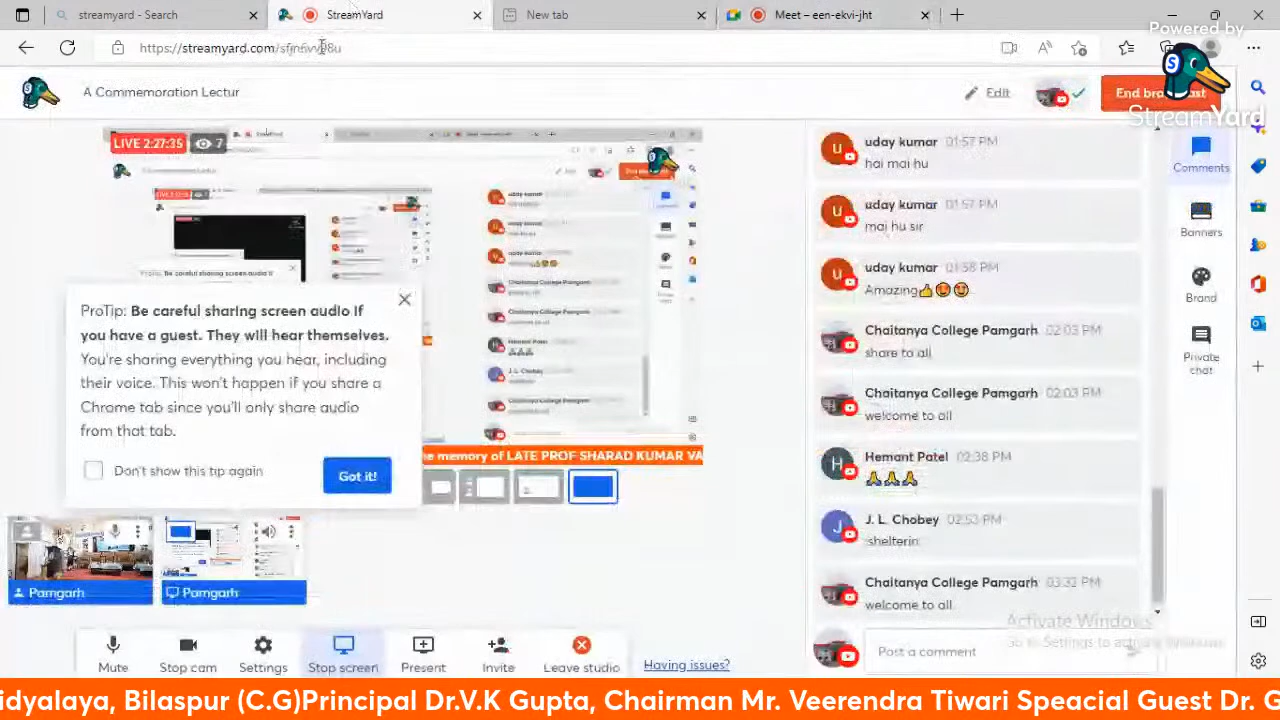 streamyard - Search
StreamYard
New tab
Meet – een-ekvi-jht
Powered by
StreamYard
A Commemoration Lectur
Edit
LIVE 2:27:35
7
ProTip: Be careful sharing screen audio if
you have a guest. They will hear themselves.
You're sharing everything you hear, including
their voice. This won't happen if you share a
Chrome tab since you'll only share audio
from that tab.
Don't show this tip again
Got it!
e memory of LATE PROF SHARAD KUMAR VA
Pamgarh
Pamgarh
Mute
Stop cam
Settings
Stop screen
Present
Invite
Leave studio
Having issues?
uday kumar 01:57 PM
hai mai hu
uday kumar 01:57 PM
maj hu sir
uday kumar 01:58 PM
Amazing👍😍😍
Chaitanya College Pamgarh 02:03 PM
share to all
Chaitanya College Pamgarh 02:03 PM
welcome to all
Hemant Patel 02:38 PM
🙏🙏🙏
J. L. Chobey 02:53 PM
shelterin
Chaitanya College Pamgarh 03:32 PM
welcome to all
Post a comment
Comments
Banners
Brand
Private
chat
Activate Windows
Go to Settings to activate Windows
idyalaya, Bilaspur (C.G)Principal Dr.V.K Gupta, Chairman Mr. Veerendra Tiwari Speacial Guest Dr. G